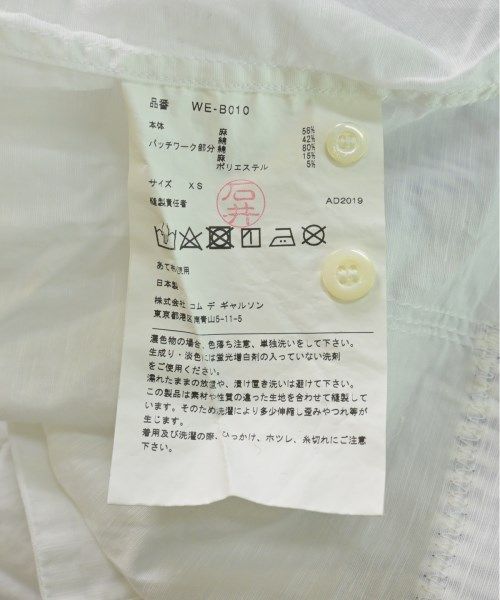 品番 WE-B010
本体 麻 58%
綿 42%
パッチワーク部分 綿 80%
麻 15%
ポリエステル 5%
サイズ XS
縫製責任者 石井 AD2019
あて布使用
日本製
株式会社 コム デ ギャルソン
東京都港区南青山5-11-5
濃色物の場合、色落ち注意、単独洗いをして下さい。
生成り・淡色には蛍光増白剤の入っていない洗剤
をご使用ください。
濡れたままの放置や、漬け置き洗いは避けて下さい。
この製品は素材や性質の違った生地を合わせて縫製して
います。そのため洗濯により多少伸縮し歪みやつれ等が
生じます。
着用及び洗濯の際、ひっかけ、ホツレ、糸切れにご注意
下さい。